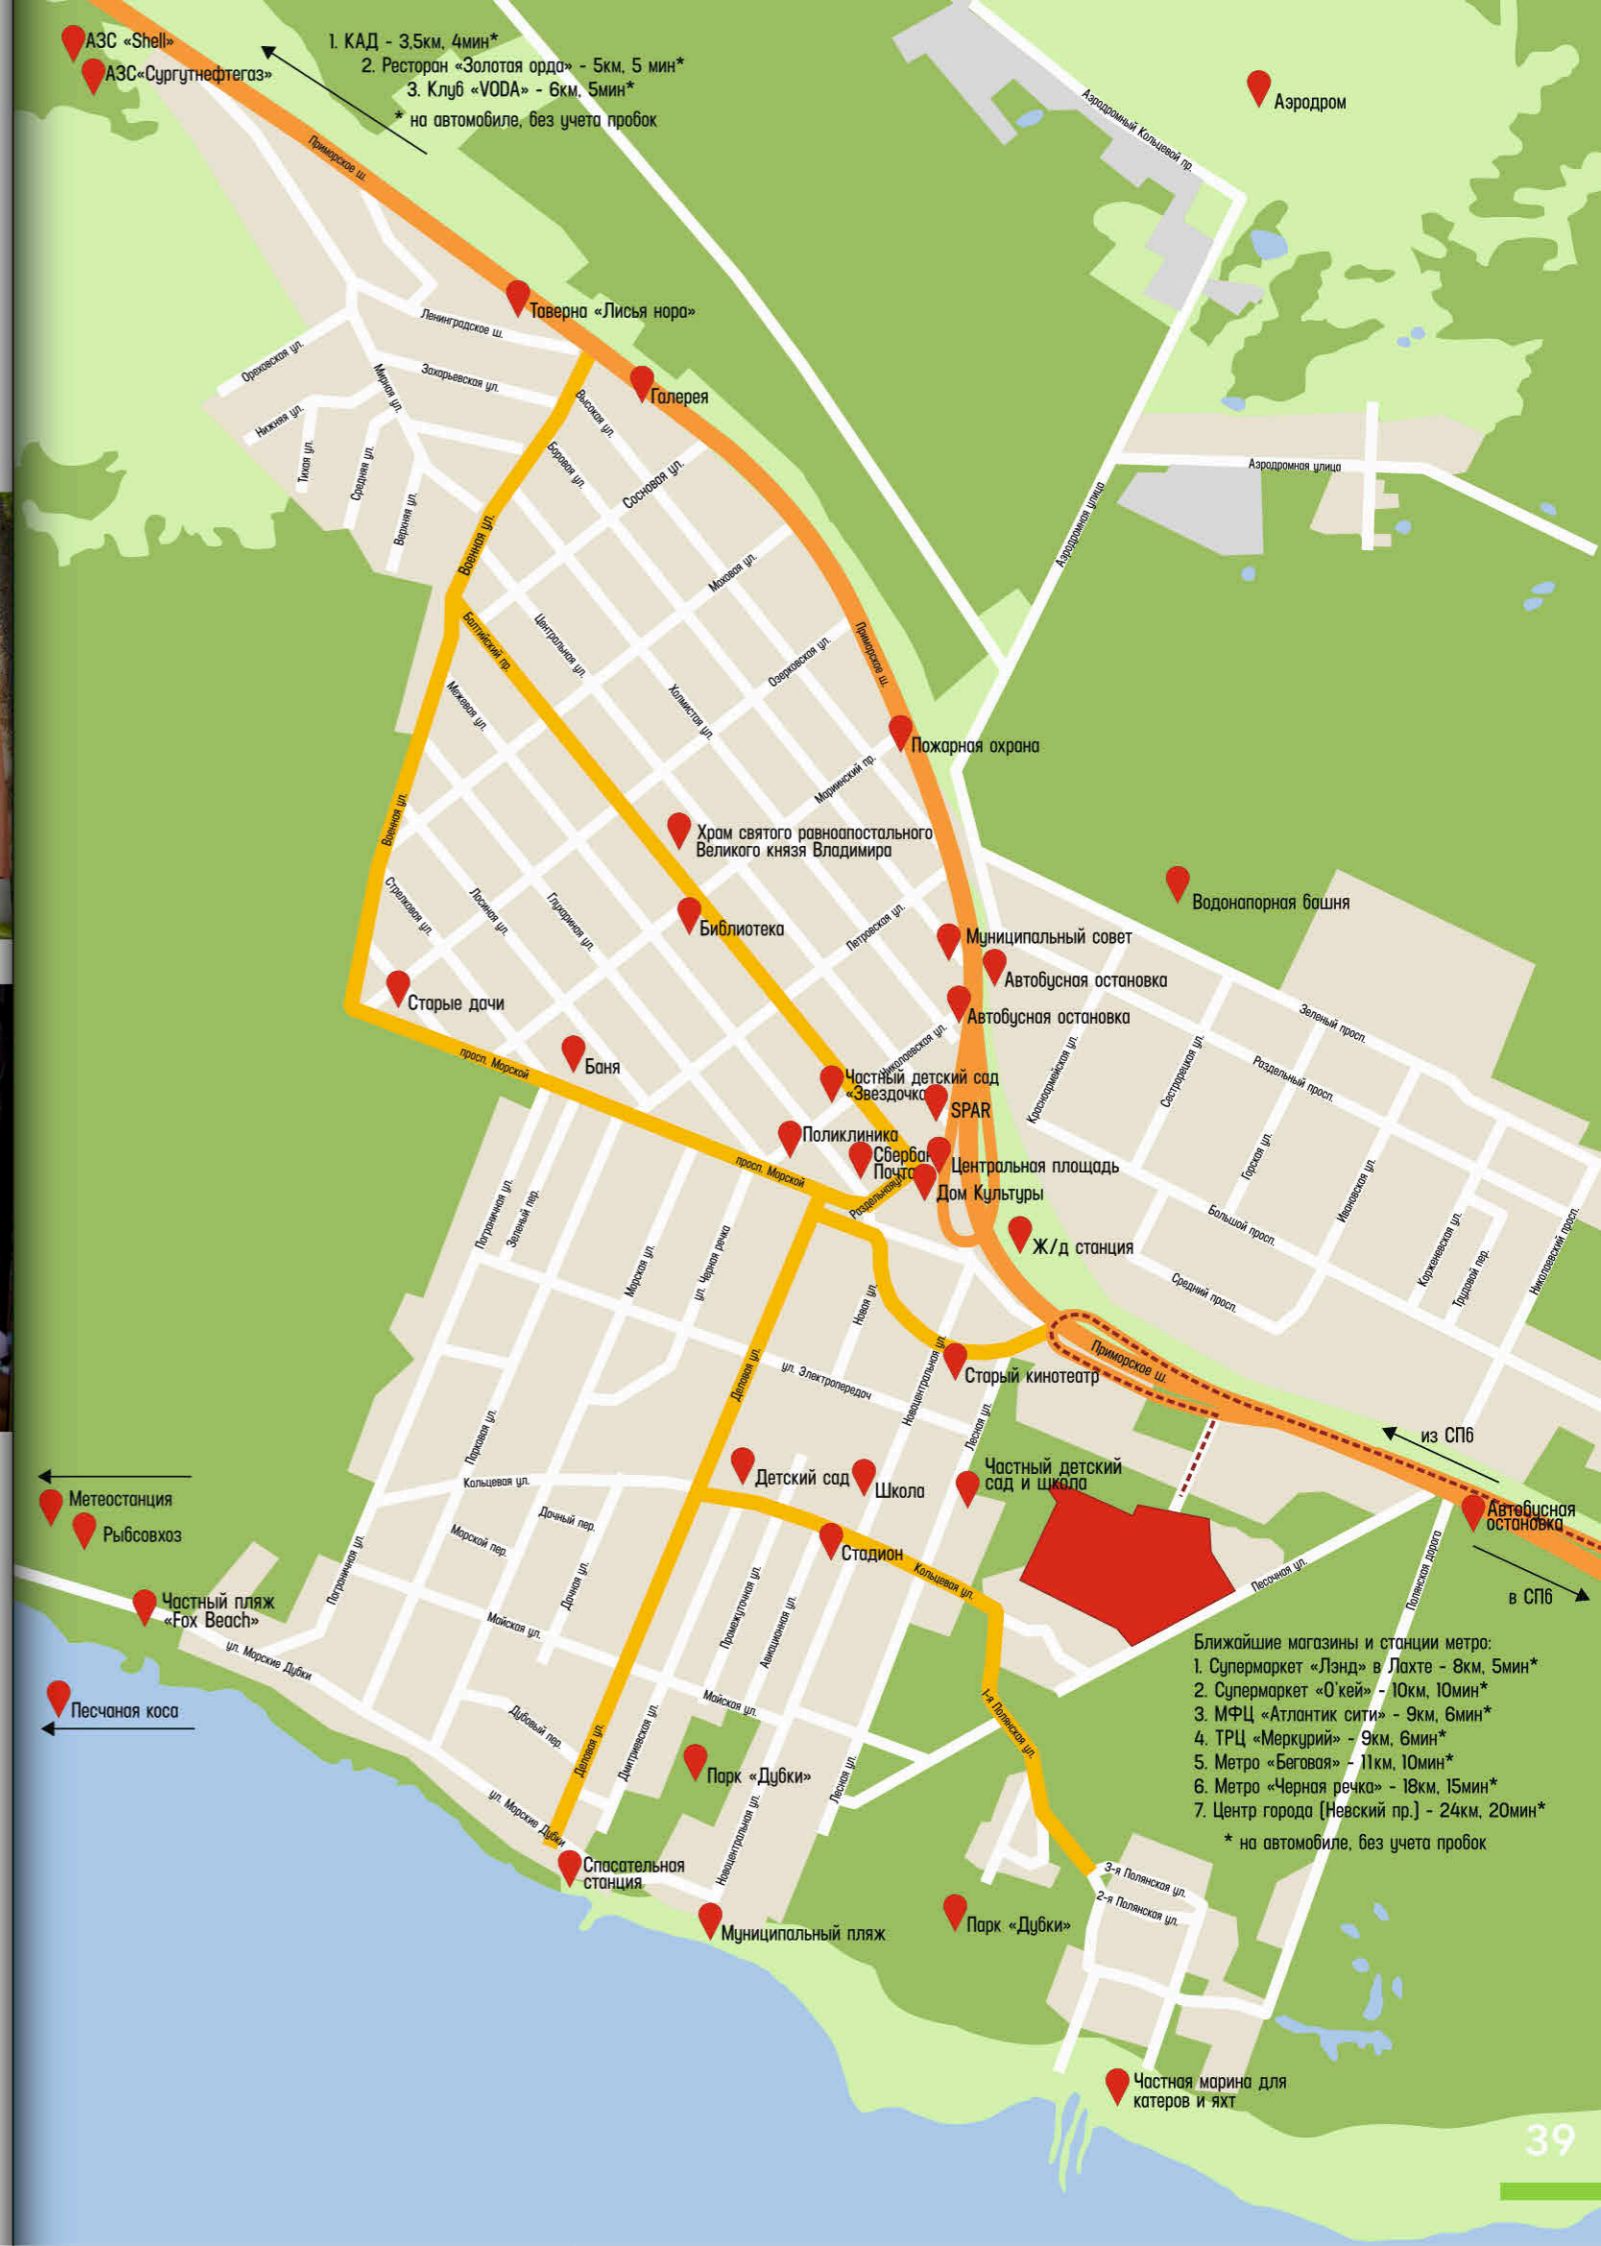 АЗС «Shell»
АЗС«Сургутнефтегаз»
1. КАД - 3,5км, 4мин*
2. Ресторан «Золотая орда» - 5км, 5 мин*
3. Клуб «VODA» - 6км, 5мин*
* на автомобиле, без учета пробок
Аэродром
Аэродромный Кольцевой пр.
Приморское ш.
Таверна «Лисья нора»
Ленинградское ш.
Ореховская ул.
Захарьевская ул.
Мирная ул.
Галерея
Высокая ул.
Нижняя ул.
Тихая ул.
Средняя ул.
Верхняя ул.
Боровая ул.
Сосновая ул.
Аэродромная улица
Аэродромная улица
Военная ул.
Моховая ул.
Балтийский пр.
Центральная ул.
Озерковская ул.
Приморское ш.
Межевая ул.
Холмистая ул.
Пожарная охрана
Мариинский пр.
Военная ул.
Храм святого равноапостального
Великого князя Владимира
Стрелковая ул.
Лосиная ул.
Глухариная ул.
Библиотека
Петровская ул.
Водонапорная башня
Муниципальный совет
Автобусная остановка
Автобусная остановка
Старые дачи
Зеленый просп.
просп. Морской
Баня
Николаевская ул.
Красноармейская ул.
Сестрорецкая ул.
Раздельный просп.
Частный детский сад
«Звездочка
SPAR
Поликлиника
Сбербан
Почта
Центральная площадь
Дом Культуры
Раздельная ул.
просп. Морской
Горская ул.
Ивановская ул.
Большой просп.
Ж/д станция
Пограничная ул.
Зеленый пер.
Морская ул.
ул. Черная речка
Корженевская ул.
Трудовой пер.
Николаевский просп.
Средний просп.
Новая ул.
Приморское ш.
Деловая ул.
ул. Электропередач
Новоцентральная ул.
Старый кинотеатр
Лесная ул.
Парковая ул.
из СПб
Кольцевая ул.
Детский сад
Школа
Частный детский
сад и школа
Метеостанция
Рыбсовхоз
Автобусная
остановка
Дачный пер.
Морской пер.
Стадион
Кольцевая ул.
Песочная ул.
Полянская дорога
в СПб
Пограничная ул.
Дачная ул.
Частный пляж
«Fox Beach»
Майская ул.
Промежуточная ул.
Авиационная ул.
ул. Морские Дубки
Песчаная коса
Майская ул.
1-я Полянская ул.
Дубовый пер.
Деловая ул.
Дмитриевская ул.
Парк «Дубки»
Лесная ул.
ул. Морские Дубки
Новоцентральная ул.
Ближайшие магазины и станции метро:
1. Супермаркет «Лэнд» в Лахте - 8км, 5мин*
2. Супермаркет «О'кей» - 10км, 10мин*
3. МФЦ «Атлантик сити» - 9км, 6мин*
4. ТРЦ «Меркурий» - 9км, 6мин*
5. Метро «Беговая» - 11км, 10мин*
6. Метро «Черная речка» - 18км, 15мин*
7. Центр города (Невский пр.) - 24км, 20мин*
* на автомобиле, без учета пробок
Спасательная
станция
3-я Полянская ул.
2-я Полянская ул.
Муниципальный пляж
Парк «Дубки»
Частная марина для
катеров и яхт
39